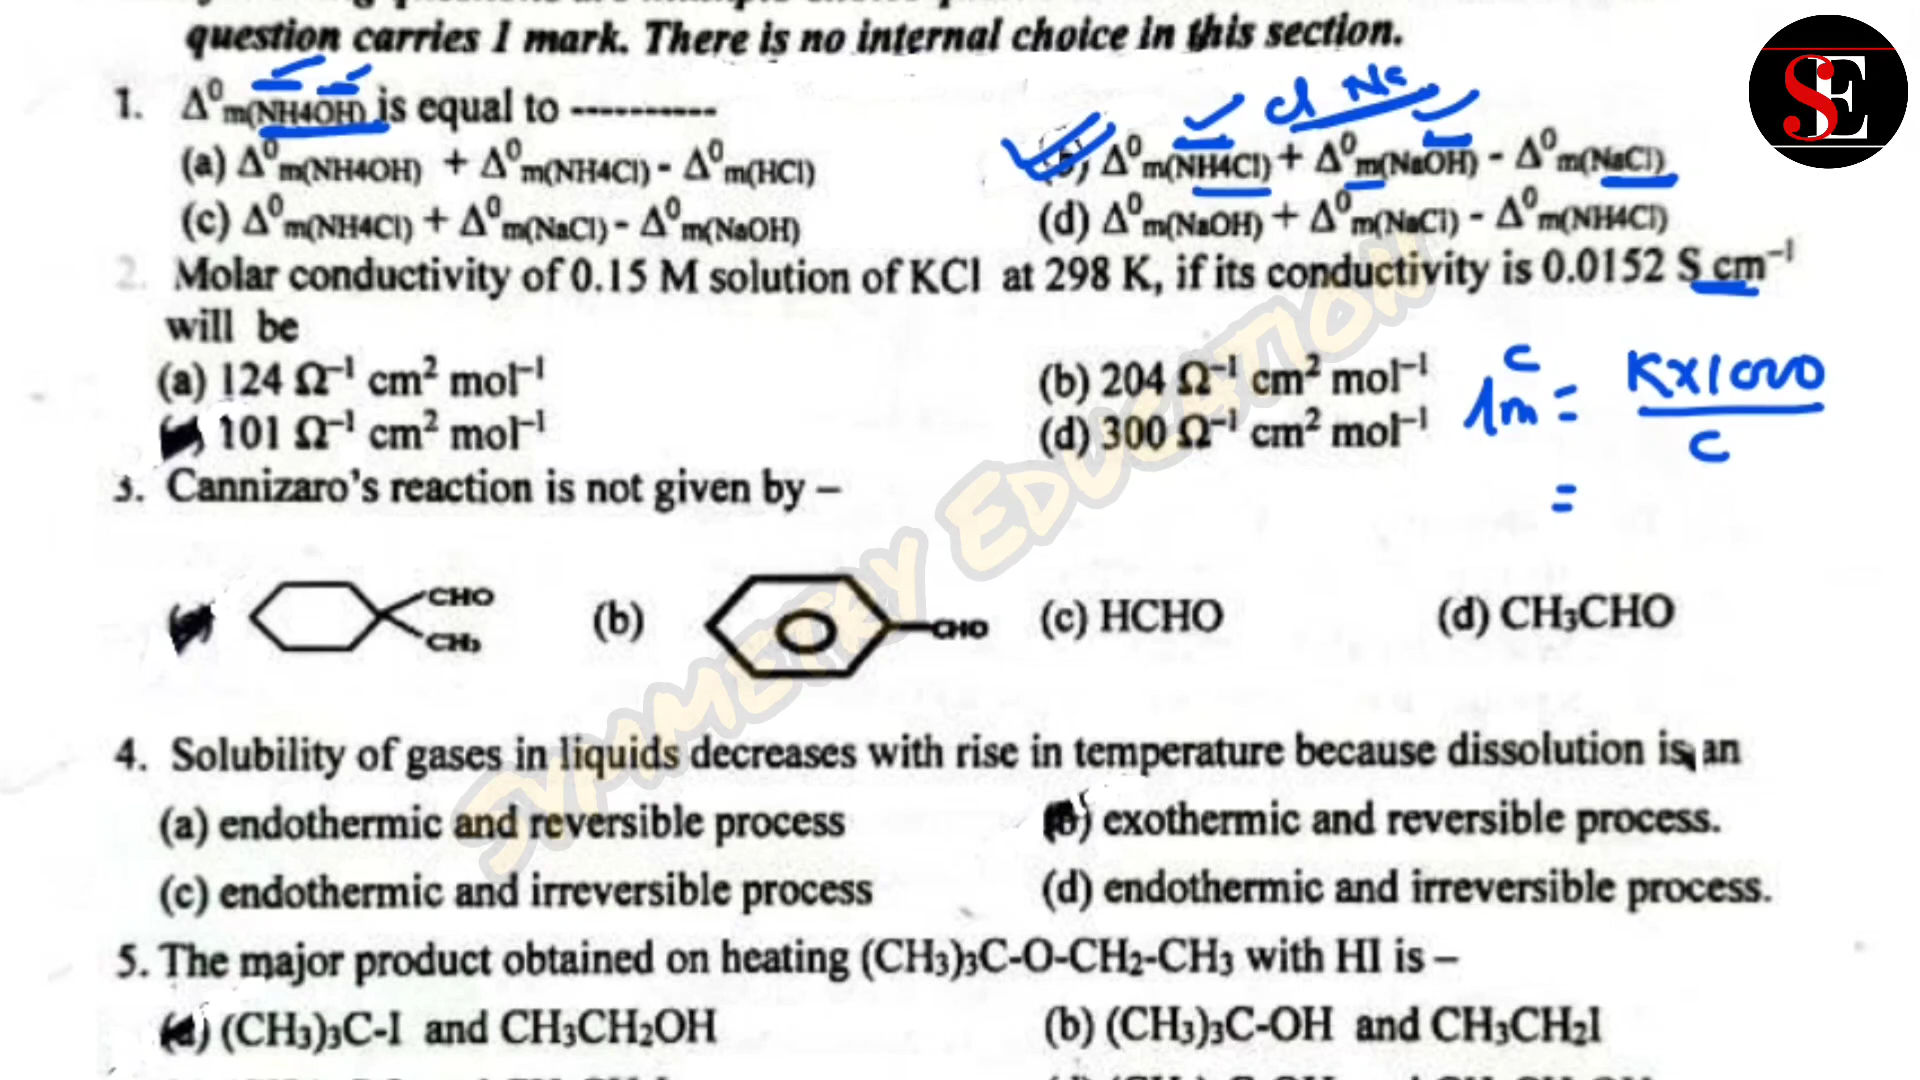 question carries 1 mark. There is no internal choice in this section.
1. Δ⁰m(NH4OH) is equal to ----------
Cl Na
(a) Δ⁰m(NH4OH) + Δ⁰m(NH4Cl) - Δ⁰m(HCl) (b) Δ⁰m(NH4Cl) + Δ⁰m(NaOH) - Δ⁰m(NaCl)
(c) Δ⁰m(NH4Cl) + Δ⁰m(NaCl) - Δ⁰m(NaOH) (d) Δ⁰m(NaOH) + Δ⁰m(NaCl) - Δ⁰m(NH4Cl)
2. Molar conductivity of 0.15 M solution of KCl at 298 K, if its conductivity is 0.0152 S cm⁻¹
will be
(a) 124 Ω⁻¹ cm² mol⁻¹ (b) 204 Ω⁻¹ cm² mol⁻¹
101 Ω⁻¹ cm² mol⁻¹ (d) 300 Ω⁻¹ cm² mol⁻¹
Λm^c = K×1000 / C
=
3. Cannizaro's reaction is not given by –
CHO
CH₃
(b) CHO (c) HCHO (d) CH₃CHO
4. Solubility of gases in liquids decreases with rise in temperature because dissolution is an
(a) endothermic and reversible process (b) exothermic and reversible process.
(c) endothermic and irreversible process (d) endothermic and irreversible process.
5. The major product obtained on heating (CH₃)₃C-O-CH₂-CH₃ with HI is –
(a) (CH₃)₃C-I and CH₃CH₂OH (b) (CH₃)₃C-OH and CH₃CH₂I
SYMMETRY EDUCATION
SE